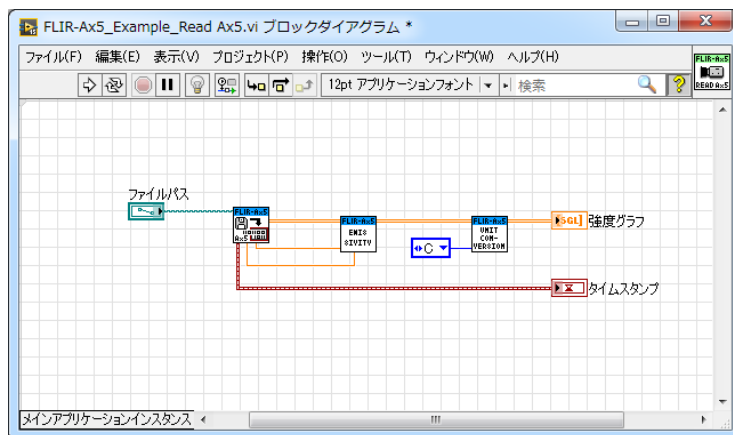 FLIR-Ax5_Example_Read Ax5.vi ブロックダイアグラム *
ファイル(F) 編集(E) 表示(V) プロジェクト(P) 操作(O) ツール(T) ウィンドウ(W) ヘルプ(H)
FLIR-Ax5
READ Ax5
12pt アプリケーションフォント
検索
ファイルパス
FLIR-Ax5
Ax5
FLIR-Ax5
EMIS
SIVITY
C
FLIR-Ax5
UNIT
CON-
VERSION
SGL
強度グラフ
タイムスタンプ
メインアプリケーションインスタンス